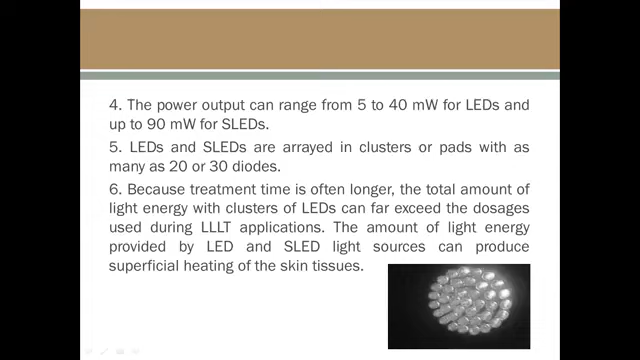 4. The power output can range from 5 to 40 mW for LEDs and
up to 90 mW for SLEDs.
5. LEDs and SLEDs are arrayed in clusters or pads with as
many as 20 or 30 diodes.
6. Because treatment time is often longer, the total amount of
light energy with clusters of LEDs can far exceed the dosages
used during LLLT applications. The amount of light energy
provided by LED and SLED light sources can produce
superficial heating of the skin tissues.